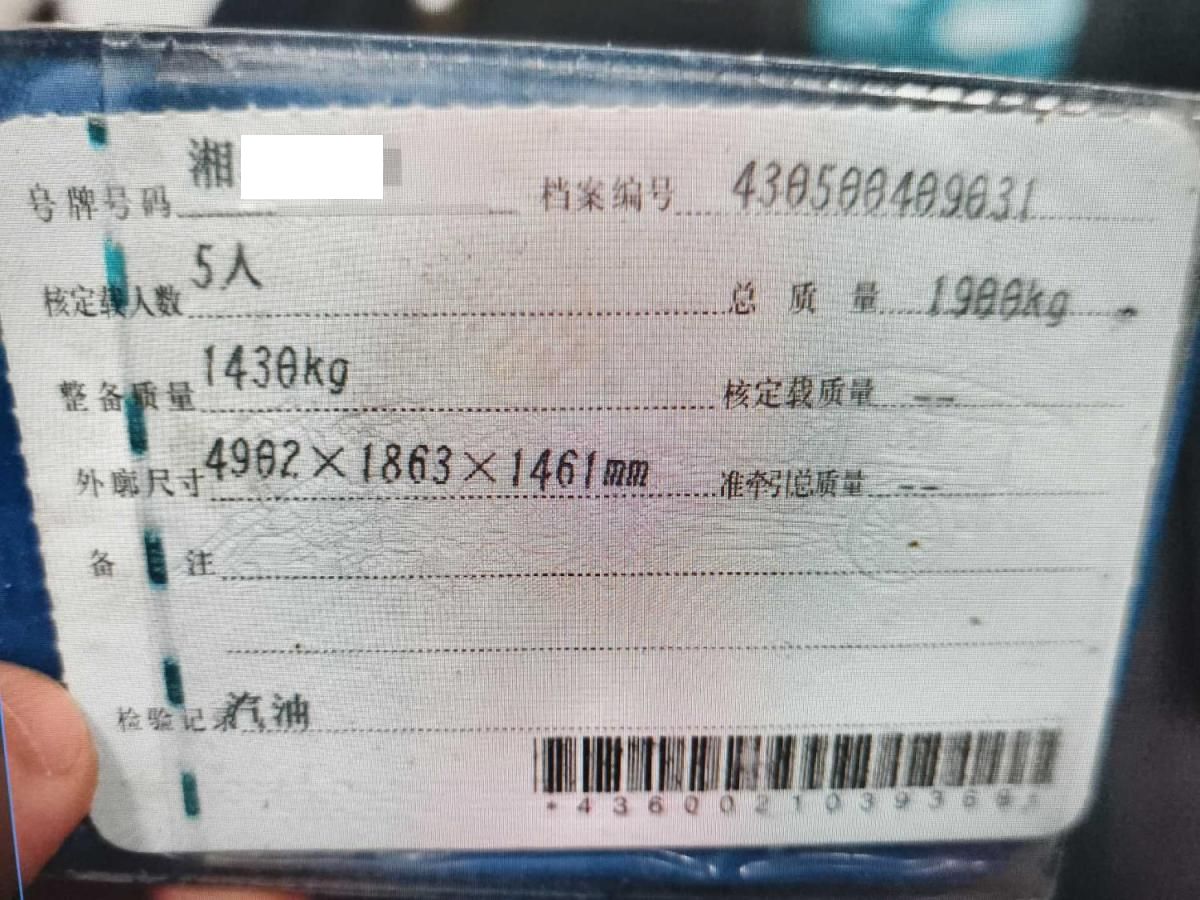 号牌号码 湘 档案编号 430500409031
核定载人数 5人 总质量 1900kg
整备质量 1430kg 核定载质量 --
外廓尺寸 4902×1863×1461mm 准牵引总质量 --
备注
检验记录 汽油